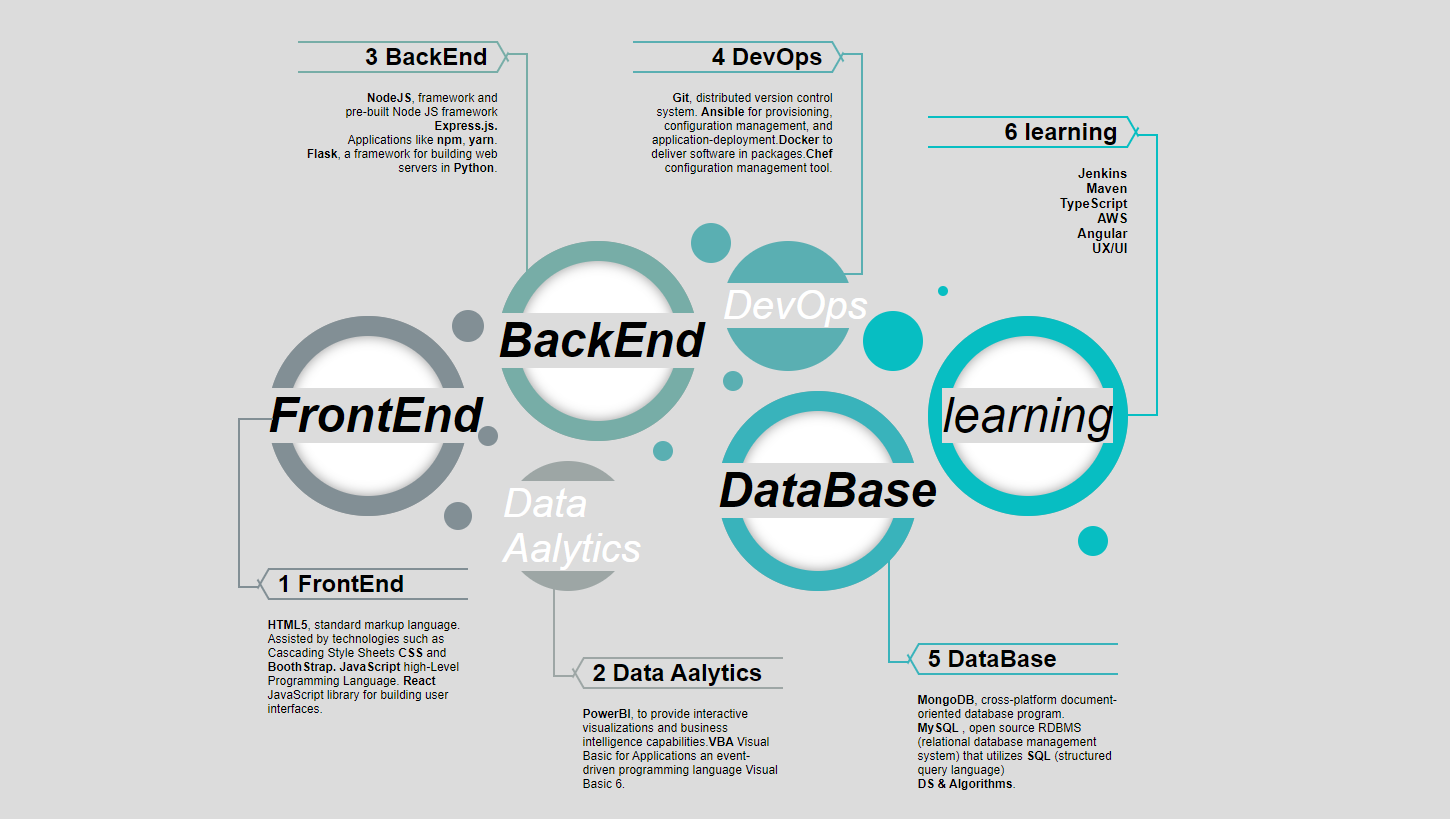 3 BackEnd
NodeJS, framework and
pre-built Node JS framework
Express.js.
Applications like npm, yarn.
Flask, a framework for building web
servers in Python.
4 DevOps
Git, distributed version control
system. Ansible for provisioning,
configuration management, and
application-deployment.Docker to
deliver software in packages.Chef
configuration management tool.
6 learning
Jenkins
Maven
TypeScript
AWS
Angular
UX/UI
FrontEnd
BackEnd
DevOps
Data
Aalytics
DataBase
learning
1 FrontEnd
HTML5, standard markup language.
Assisted by technologies such as
Cascading Style Sheets CSS and
BoothStrap. JavaScript high-Level
Programming Language. React
JavaScript library for building user
interfaces.
2 Data Aalytics
PowerBI, to provide interactive
visualizations and business
intelligence capabilities.VBA Visual
Basic for Applications an event-
driven programming language Visual
Basic 6.
5 DataBase
MongoDB, cross-platform document-
oriented database program.
MySQL , open source RDBMS
(relational database management
system) that utilizes SQL (structured
query language)
DS & Algorithms.